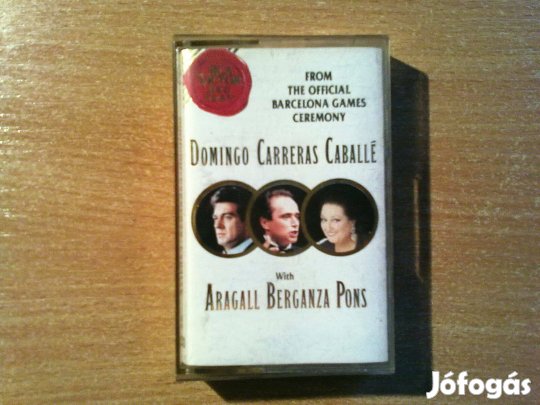 FROM
THE OFFICIAL
BARCELONA GAMES
CEREMONY
DOMINGO CARRERAS CABALLÉ
With
ARAGALL BERGANZA PONS
Jófogás